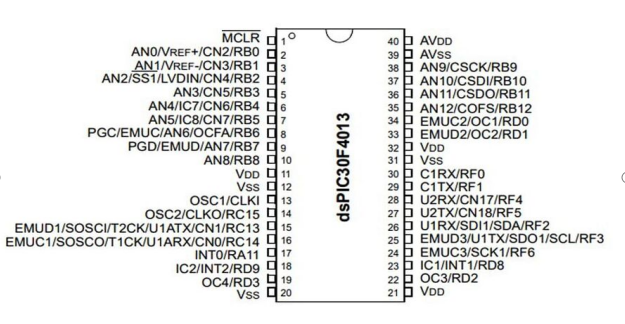 MCLR 1 40 AVDD
AN0/VREF+/CN2/RB0 2 39 AVSS
AN1/VREF-/CN3/RB1 3 38 AN9/CSCK/RB9
AN2/SS1/LVDIN/CN4/RB2 4 37 AN10/CSDI/RB10
AN3/CN5/RB3 5 36 AN11/CSDO/RB11
AN4/IC7/CN6/RB4 6 35 AN12/COFS/RB12
AN5/IC8/CN7/RB5 7 34 EMUC2/OC1/RD0
PGC/EMUC/AN6/OCFA/RB6 8 33 EMUD2/OC2/RD1
PGD/EMUD/AN7/RB7 9 32 VDD
AN8/RB8 10 31 VSS
VDD 11 30 C1RX/RF0
VSS 12 29 C1TX/RF1
OSC1/CLKI 13 28 U2RX/CN17/RF4
OSC2/CLKO/RC15 14 27 U2TX/CN18/RF5
EMUD1/SOSCI/T2CK/U1ATX/CN1/RC13 15 26 U1RX/SDI1/SDA/RF2
EMUC1/SOSCO/T1CK/U1ARX/CN0/RC14 16 25 EMUD3/U1TX/SDO1/SCL/RF3
INT0/RA11 17 24 EMUC3/SCK1/RF6
IC2/INT2/RD9 18 23 IC1/INT1/RD8
OC4/RD3 19 22 OC3/RD2
VSS 20 21 VDD
dsPIC30F4013